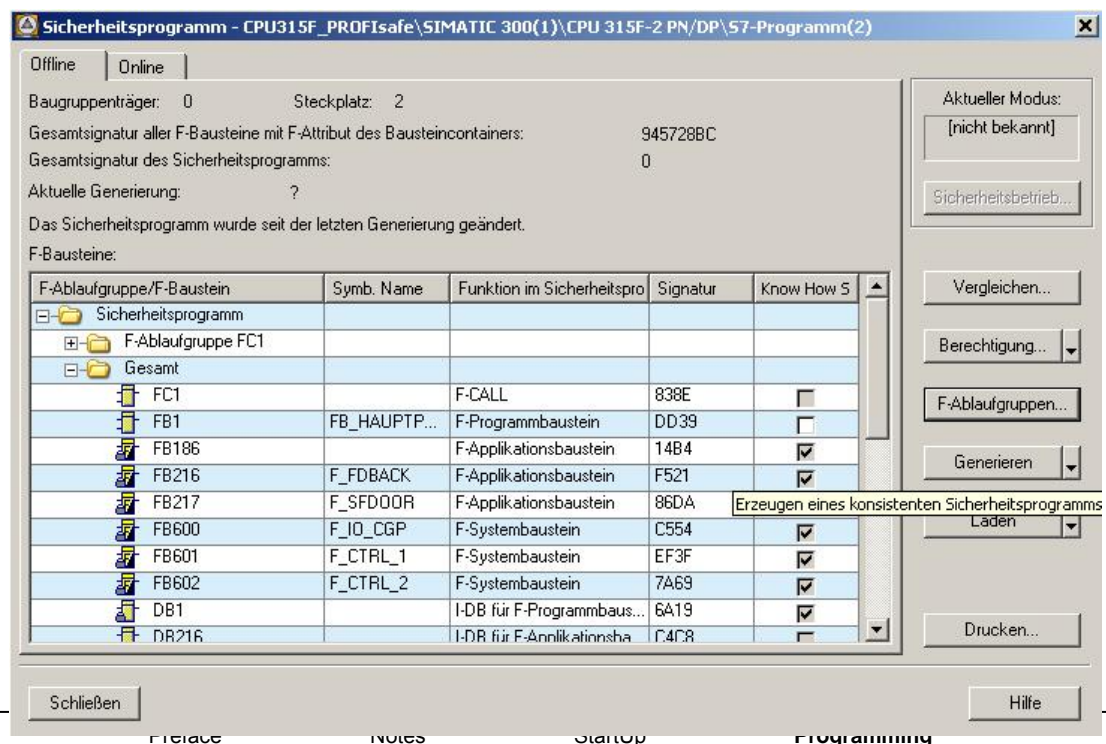 Sicherheitsprogramm - CPU315F_PROFIsafe\SIMATIC 300(1)\CPU 315F-2 PN/DP\S7-Programm(2)
Offline Online
Baugruppenträger: 0 Steckplatz: 2
Gesamtsignatur aller F-Bausteine mit F-Attribut des Bausteincontainers: 945728BC
Gesamtsignatur des Sicherheitsprogramms: 0
Aktuelle Generierung: ?
Das Sicherheitsprogramm wurde seit der letzten Generierung geändert.
F-Bausteine:
F-Ablaufgruppe/F-Baustein Symb. Name Funktion im Sicherheitspro Signatur Know How S
Sicherheitsprogramm
F-Ablaufgruppe FC1
Gesamt
FC1 F-CALL 838E
FB1 FB_HAUPTP... F-Programmbaustein DD39
FB186 F-Applikationsbaustein 14B4
FB216 F_FDBACK F-Applikationsbaustein F521
FB217 F_SFDOOR F-Applikationsbaustein 86DA
FB600 F_IO_CGP F-Systembaustein C554
FB601 F_CTRL_1 F-Systembaustein EF3F
FB602 F_CTRL_2 F-Systembaustein 7A69
DB1 I-DB für F-Programmbaus... 6A19
DB216 I-DB für F-Applikationsba C4C8
Aktueller Modus:
[nicht bekannt]
Sicherheitsbetrieb...
Vergleichen...
Berechtigung...
F-Ablaufgruppen...
Generieren
Erzeugen eines konsistenten Sicherheitsprogramms
Laden
Drucken...
Schließen Hilfe
Preface Notes StartUp Programming